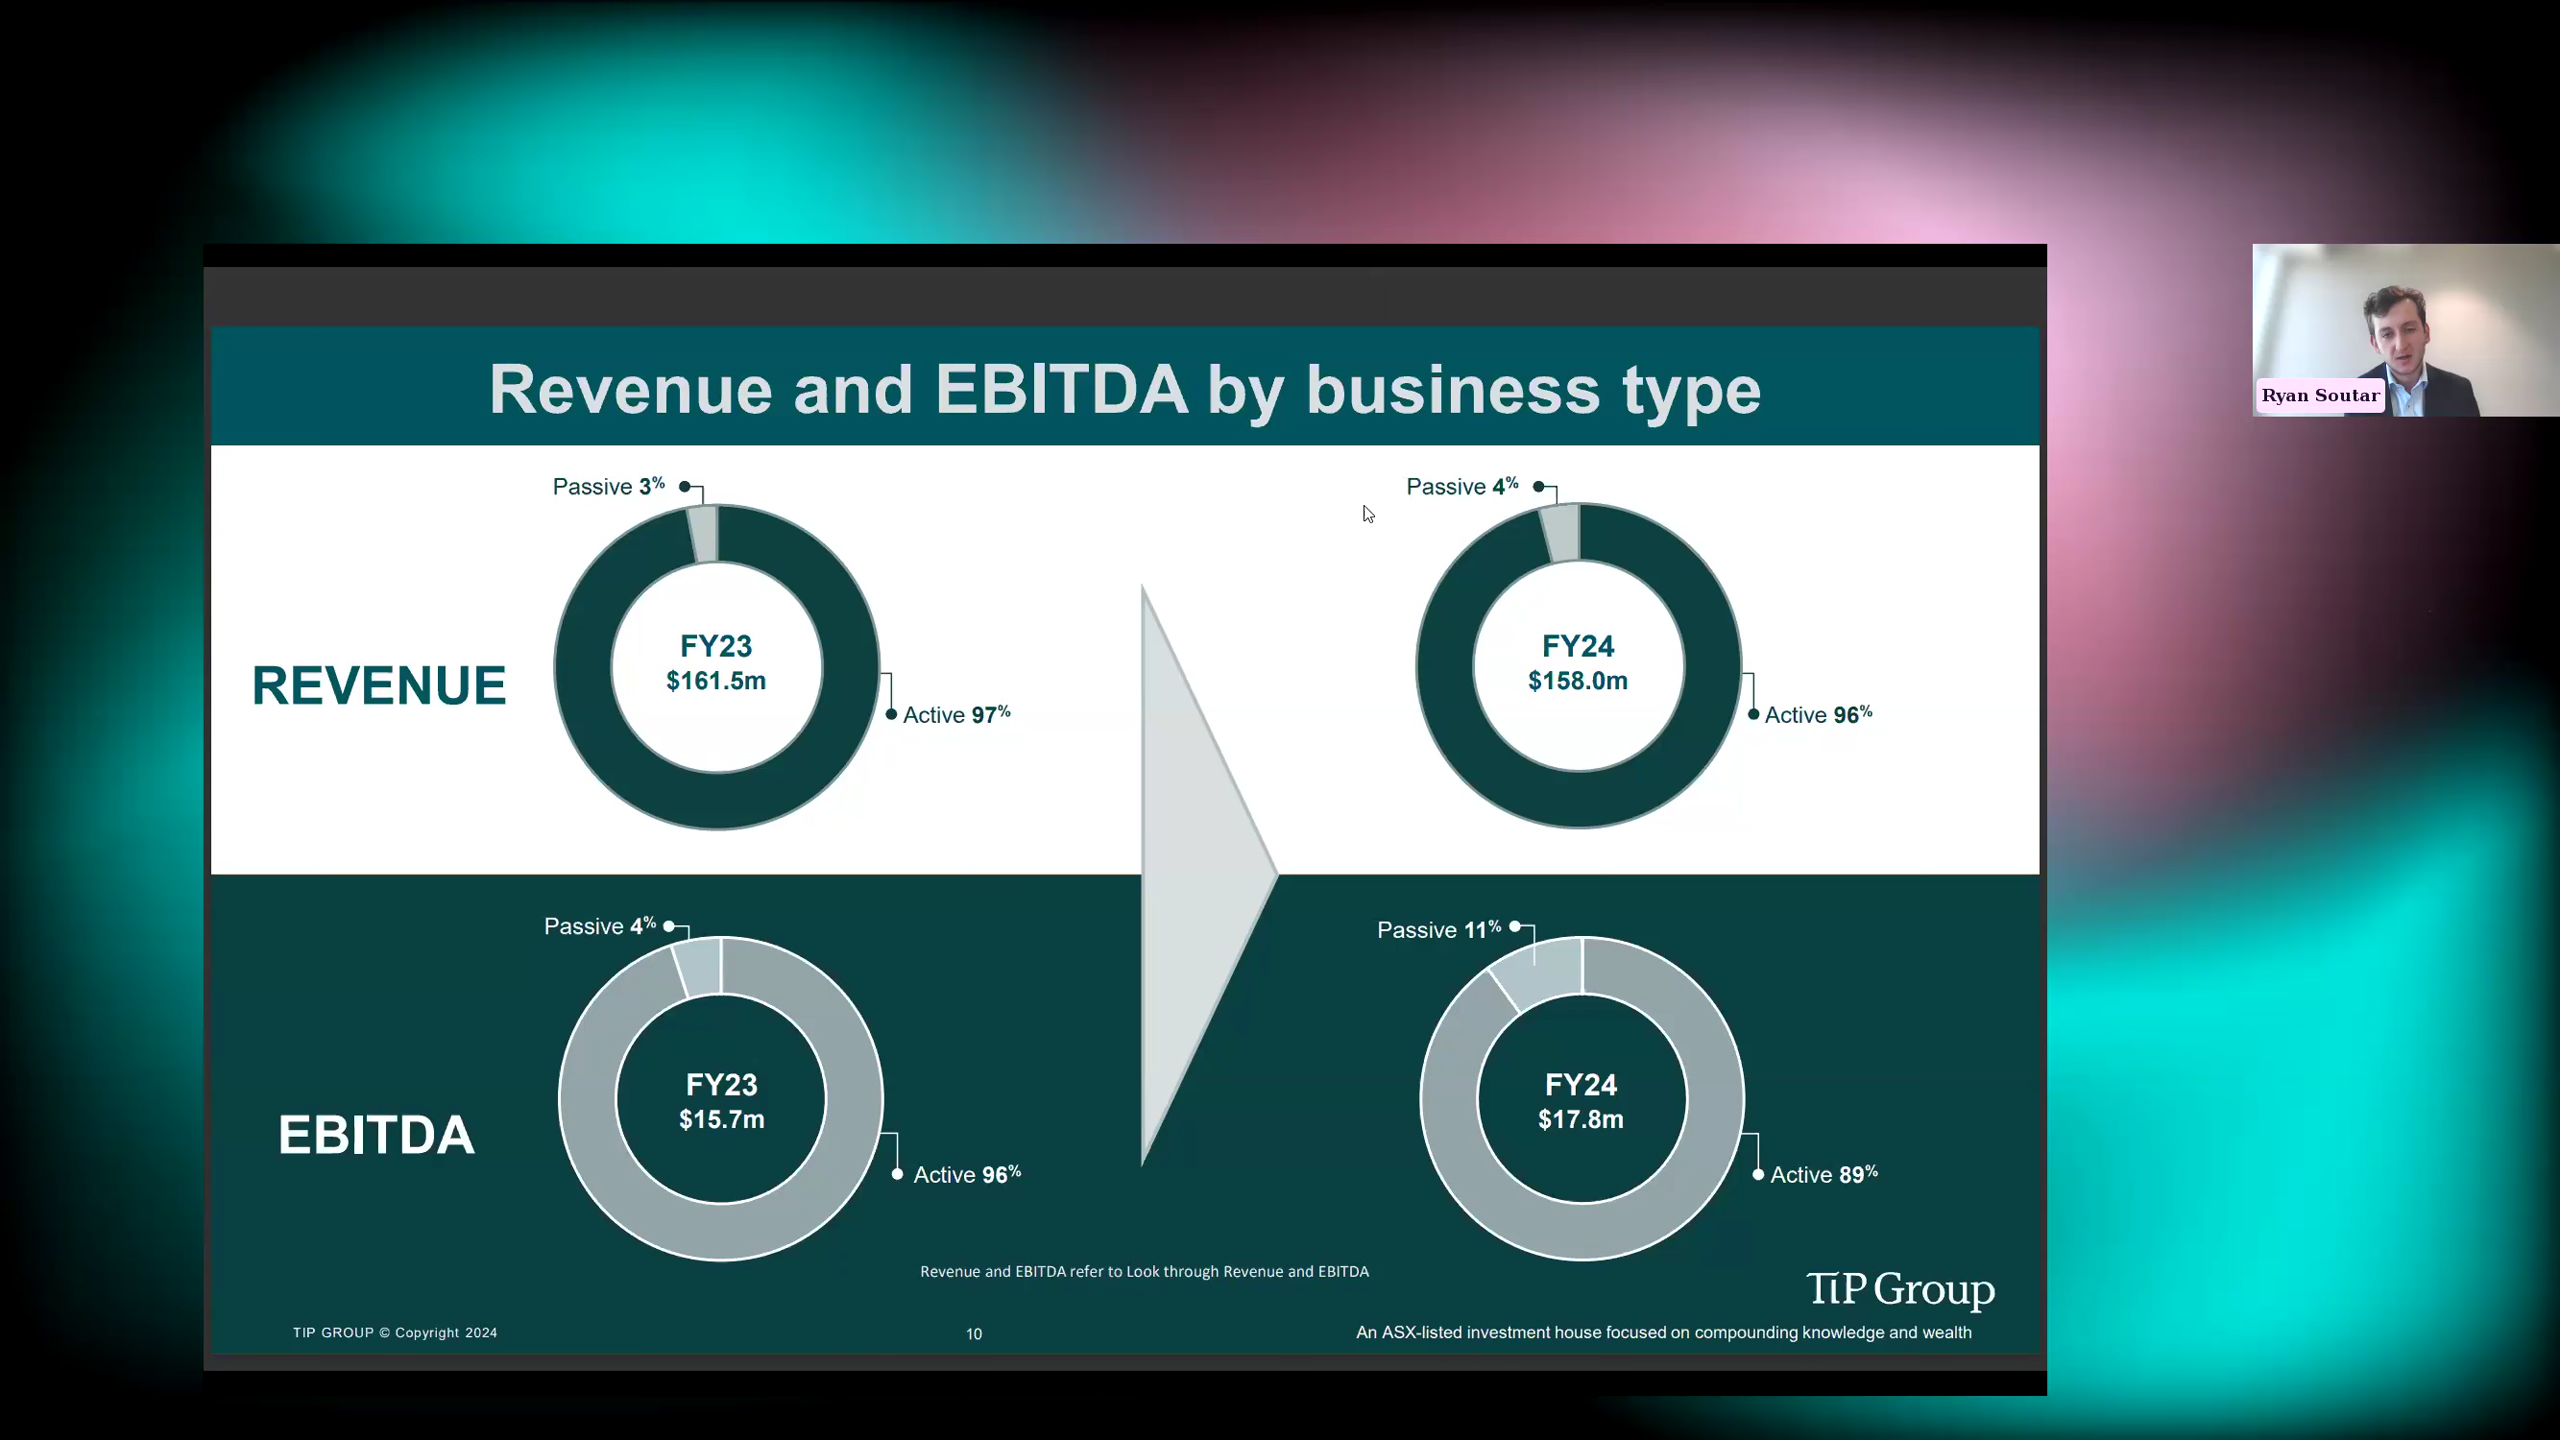 Revenue and EBITDA by business type
Ryan Soutar
REVENUE
Passive 3%
FY23
$161.5m
Active 97%
Passive 4%
FY24
$158.0m
Active 96%
EBITDA
Passive 4%
FY23
$15.7m
Active 96%
Passive 11%
FY24
$17.8m
Active 89%
Revenue and EBITDA refer to Look through Revenue and EBITDA
TIP Group
TIP GROUP © Copyright 2024
10
An ASX-listed investment house focused on compounding knowledge and wealth